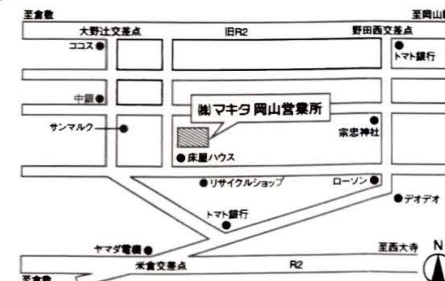 至倉敷
至岡山
大野辻交差点
旧R2
野田西交差点
ココス
トマト銀行
中銀
㈱マキタ 岡山営業所
サンマルク
宗忠神社
床屋ハウス
リサイクルショップ
ローソン
デオデオ
トマト銀行
ヤマダ電機
至西大寺
N
米倉交差点
R2
至倉敷